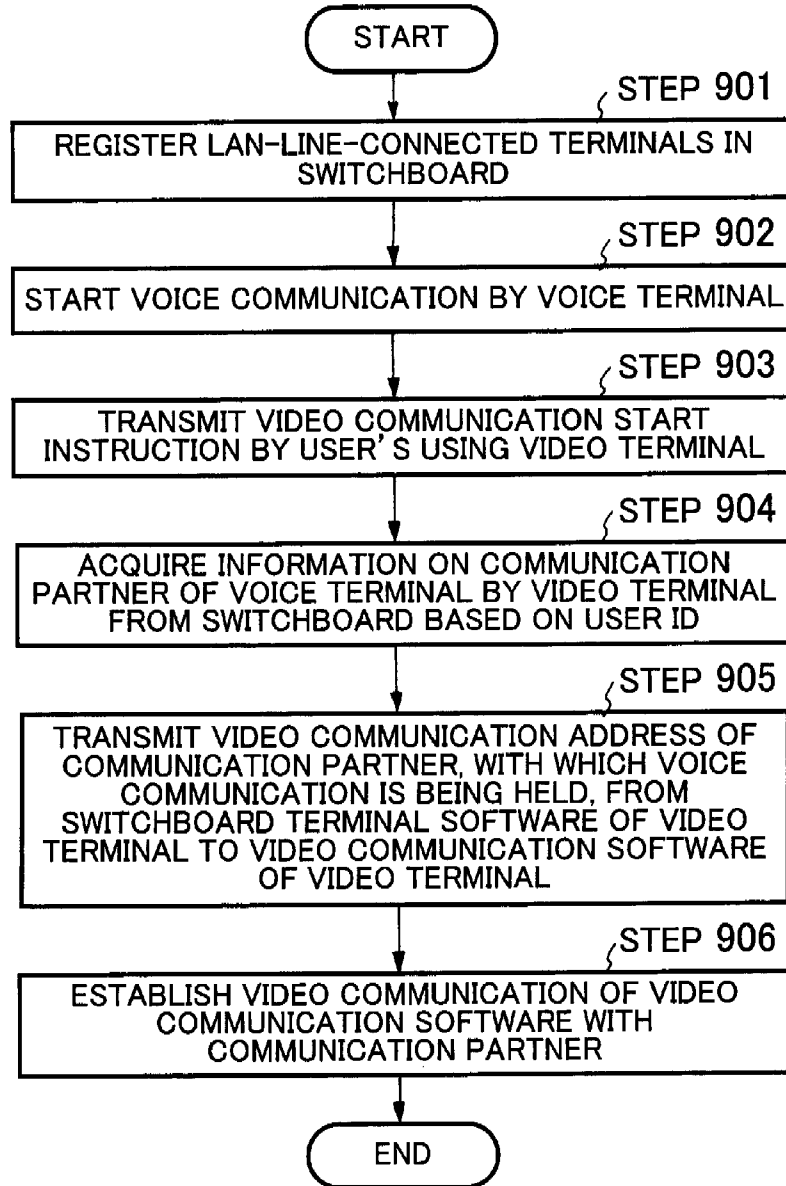 START
STEP 901
REGISTER LAN-LINE-CONNECTED TERMINALS IN
SWITCHBOARD
STEP 902
START VOICE COMMUNICATION BY VOICE TERMINAL
STEP 903
TRANSMIT VIDEO COMMUNICATION START
INSTRUCTION BY USER'S USING VIDEO TERMINAL
STEP 904
ACQUIRE INFORMATION ON COMMUNICATION
PARTNER OF VOICE TERMINAL BY VIDEO TERMINAL
FROM SWITCHBOARD BASED ON USER ID
STEP 905
TRANSMIT VIDEO COMMUNICATION ADDRESS OF
COMMUNICATION PARTNER, WITH WHICH VOICE
COMMUNICATION IS BEING HELD, FROM
SWITCHBOARD TERMINAL SOFTWARE OF VIDEO
TERMINAL TO VIDEO COMMUNICATION SOFTWARE
OF VIDEO TERMINAL
STEP 906
ESTABLISH VIDEO COMMUNICATION OF VIDEO
COMMUNICATION SOFTWARE WITH
COMMUNICATION PARTNER
END